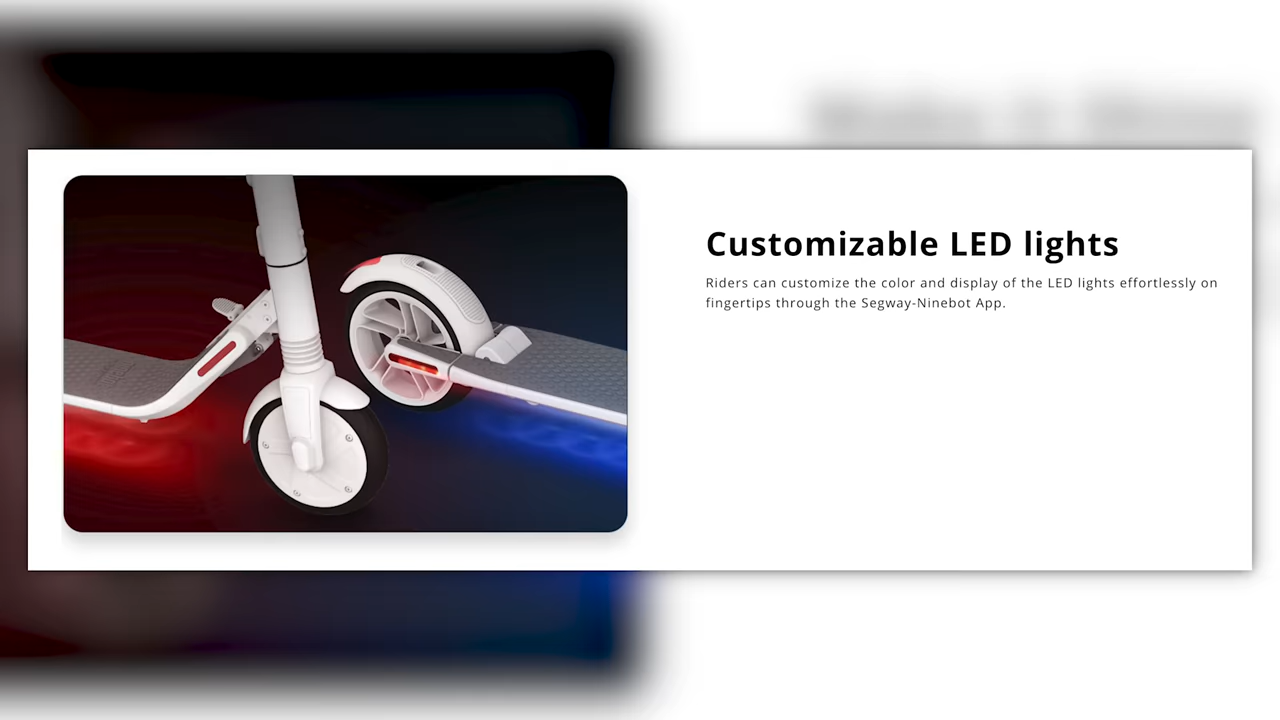 Customizable LED lights
Riders can customize the color and display of the LED lights effortlessly on
fingertips through the Segway-Ninebot App.